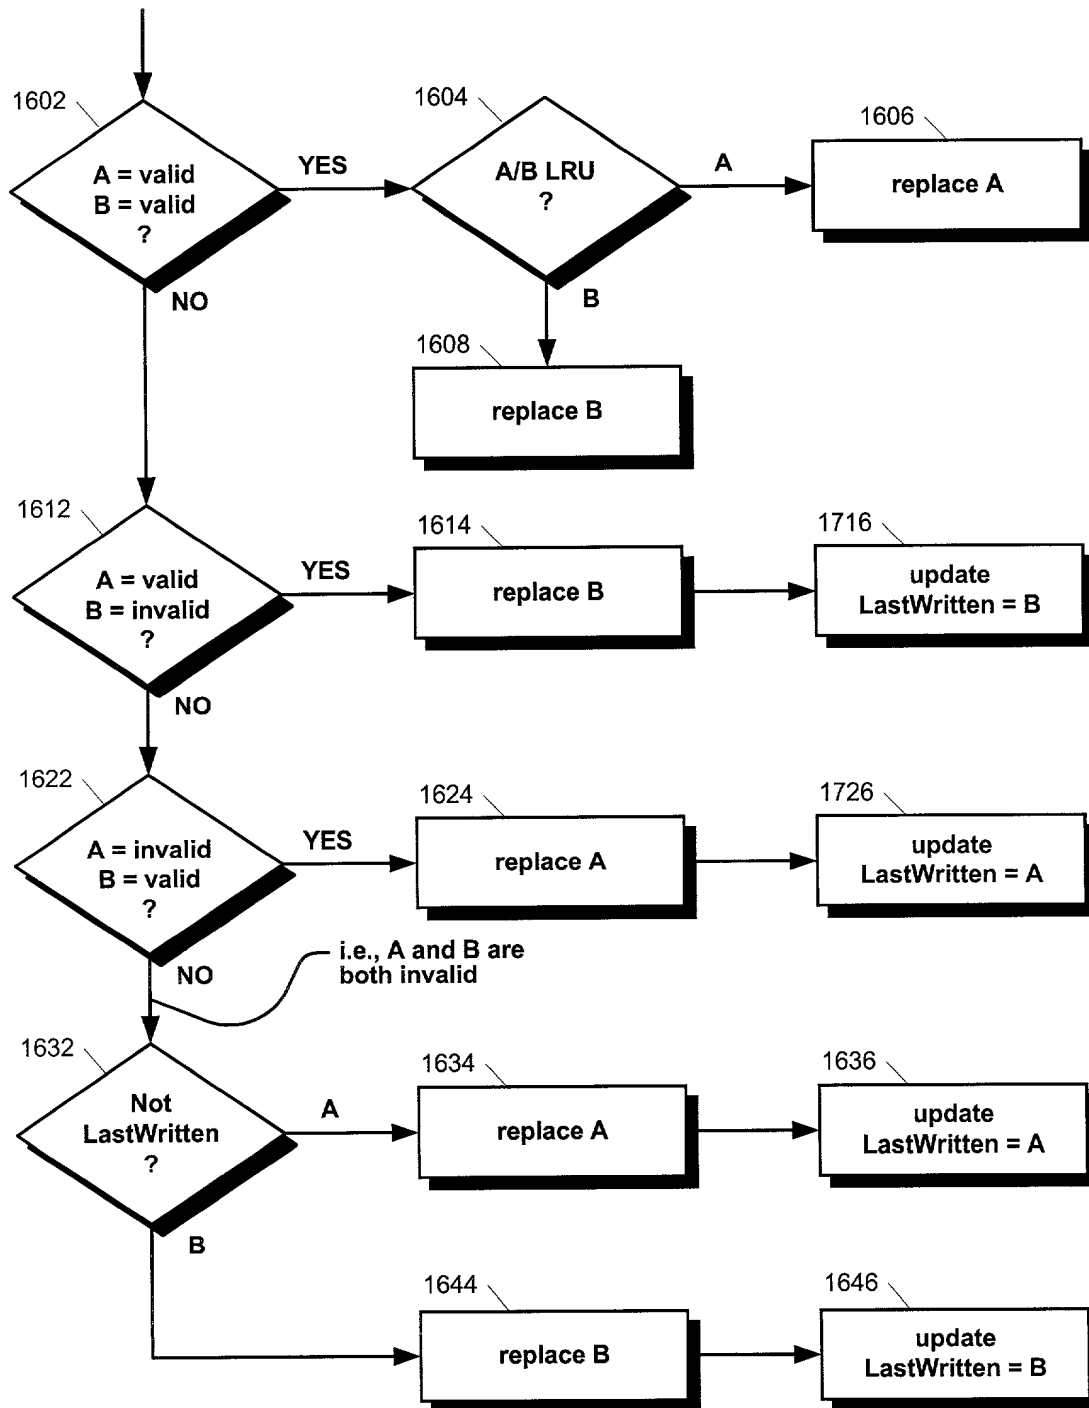 1602
A = valid
B = valid
?
YES
NO
1604
A/B LRU
?
A
B
1606
replace A
1608
replace B
1612
A = valid
B = invalid
?
YES
NO
1614
replace B
1716
update
LastWritten = B
1622
A = invalid
B = valid
?
YES
NO
1624
replace A
1726
update
LastWritten = A
i.e., A and B are
both invalid
1632
Not
LastWritten
?
A
B
1634
replace A
1636
update
LastWritten = A
1644
replace B
1646
update
LastWritten = B